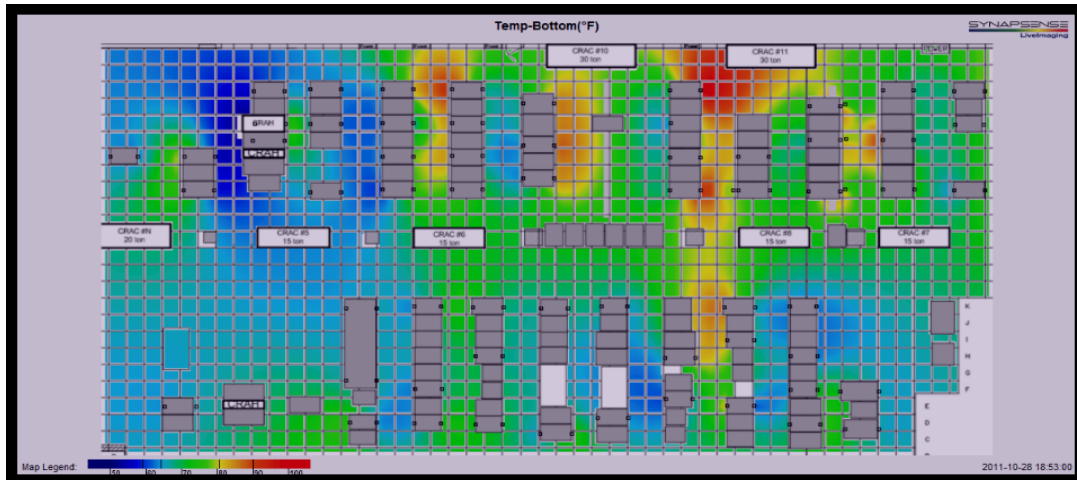 Temp-Bottom(°F)
SYNAPSENSE
LiveImaging
CRAC #10
30 ton
CRAC #11
30 ton
POWER
CRAH
CRAH
CRAC #N
20 ton
CRAC #5
15 ton
CRAC #6
15 ton
CRAC #8
15 ton
CRAC #7
15 ton
K
J
I
H
G
F
E
D
C
CRAH
Map Legend:
50
60
70
80
90
100
2011-10-28 18:53:00